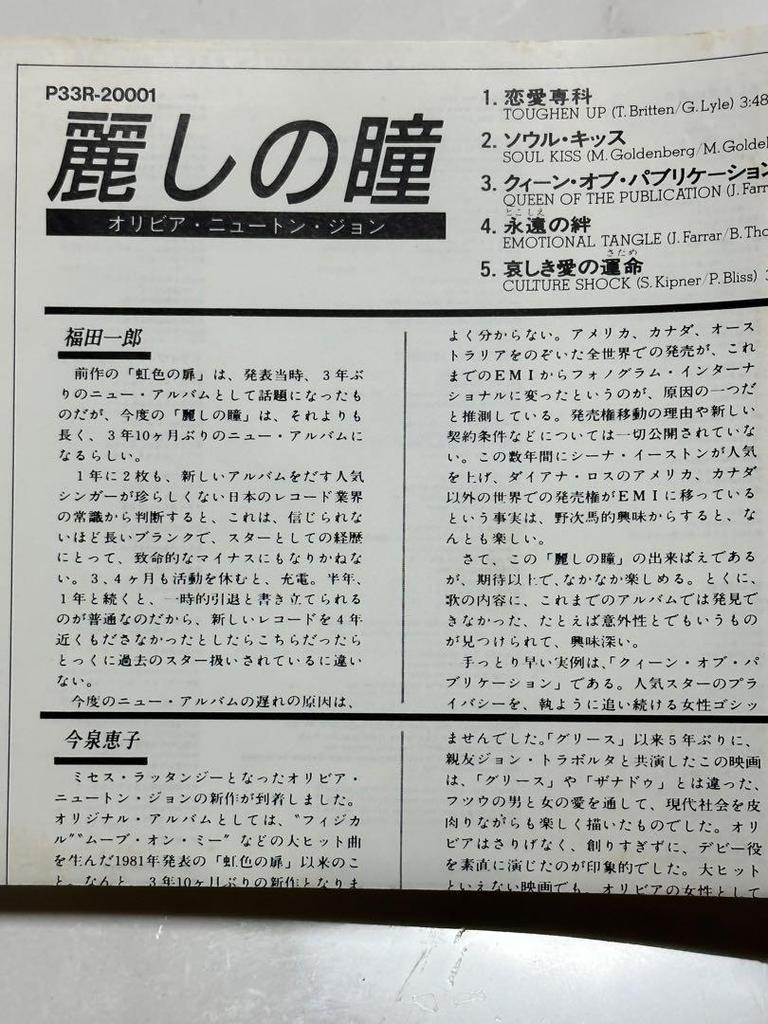 P33R-20001
麗しの瞳
オリビア・ニュートン・ジョン
1. 恋愛専科
TOUGHEN UP (T. Britten/G. Lyle) 3:48
2. ソウル・キッス
SOUL KISS (M. Goldenberg/M. Golde
3. クィーン・オブ・パブリケーション
QUEEN OF THE PUBLICATION (J. Farr
とこしえ
4. 永遠の絆
EMOTIONAL TANGLE (J. Farrar/B. Tho
さだめ
5. 哀しき愛の運命
CULTURE SHOCK (S. Kipner/P. Bliss)
福田一郎
前作の「虹色の扉」は、発表当時、3年ぶ
りのニュー・アルバムとして話題になったも
のだが、今度の「麗しの瞳」は、それよりも
長く、3年10ヶ月ぶりのニュー・アルバムに
なるらしい。
1年に2枚も、新しいアルバムをだす人気
シンガーが珍らしくない日本のレコード業界
の常識から判断すると、これは、信じられな
いほど長いブランクで、スターとしての経歴
にとって、致命的なマイナスにもなりかねな
い。3、4ヶ月も活動を休むと、充電。半年、
1年と続くと、一時的引退と書き立てられる
のが普通なのだから、新しいレコードを4年
近くもださなかったとしたらこちらだったら
とっくに過去のスター扱いされているに違い
ない。
今度のニュー・アルバムの遅れの原因は、
よく分からない。アメリカ、カナダ、オース
トラリアをのぞいた全世界での発売が、これ
までのEMIからフォノグラム・インターナ
ショナルに変ったというのが、原因の一つだ
と推測している。発売権移動の理由や新しい
契約条件などについては一切公開されていな
い。この数年間にシーナ・イーストンが人気
を上げ、ダイアナ・ロスのアメリカ、カナダ
以外の世界での発売権がEMIに移っている
という事実は、野次馬的興味からすると、な
んとも楽しい。
さて、この「麗しの瞳」の出来ばえである
が、期待以上で、なかなか楽しめる。とくに、
歌の内容に、これまでのアルバムでは発見で
きなかった、たとえば意外性とでもいうもの
が見つけられて、興味深い。
手っとり早い実例は、「クィーン・オブ・パ
ブリケーション」である。人気スターのプラ
イバシーを、執ように追い続ける女性ゴシッ
今泉恵子
ミセス・ラッタンジーとなったオリビア・
ニュートン・ジョンの新作が到着しました。
オリジナル・アルバムとしては、"フィジカ
ル""ムーブ・オン・ミー" などの大ヒット曲
を生んだ1981年発表の「虹色の扉」以来のこ
と。なんと、3年10ヶ月ぶりの新作となりま
ませんでした。「グリース」以来5年ぶりに、
親友ジョン・トラボルタと共演したこの映画
は、「グリース」や「ザナドゥ」とは違った、
フツウの男と女の愛を通して、現代社会を皮
肉りながらも楽しく描いたものでした。オリ
ビアはさりげなく、創りすぎずに、デビー役
を素直に演じたのが印象的でした。大ヒット
といえない映画でも、オリビアの女性として